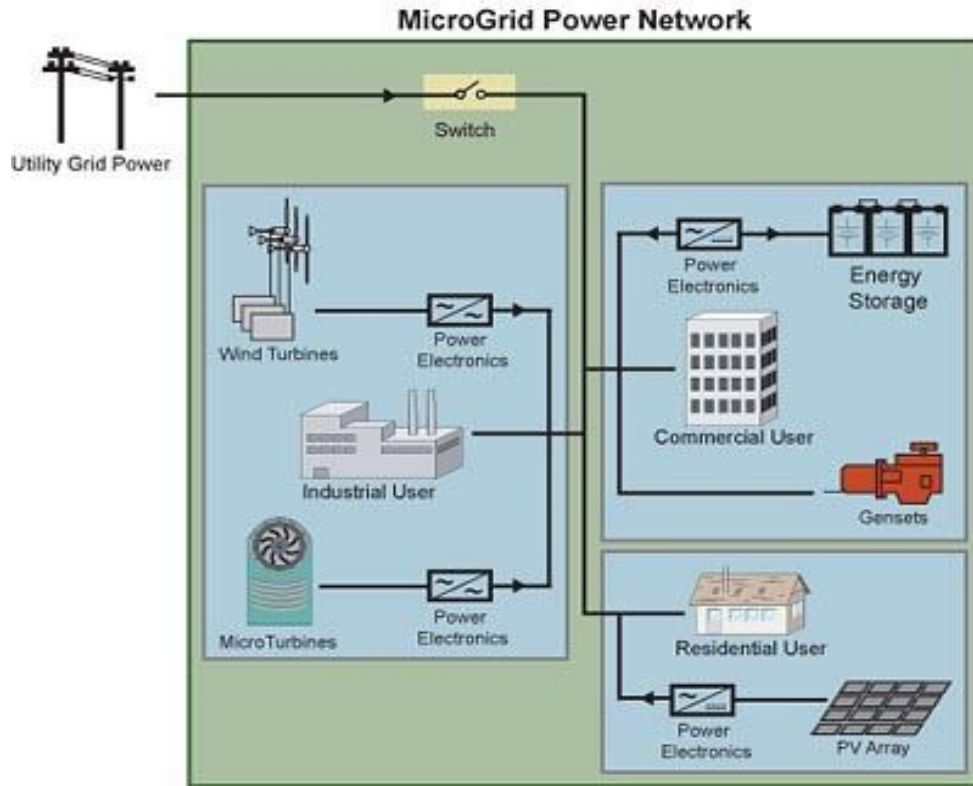 MicroGrid Power Network
Utility Grid Power
Switch
Wind Turbines
Power
Electronics
Industrial User
MicroTurbines
Power
Electronics
Power
Electronics
Energy
Storage
Commercial User
Gensets
Residential User
Power
Electronics
PV Array